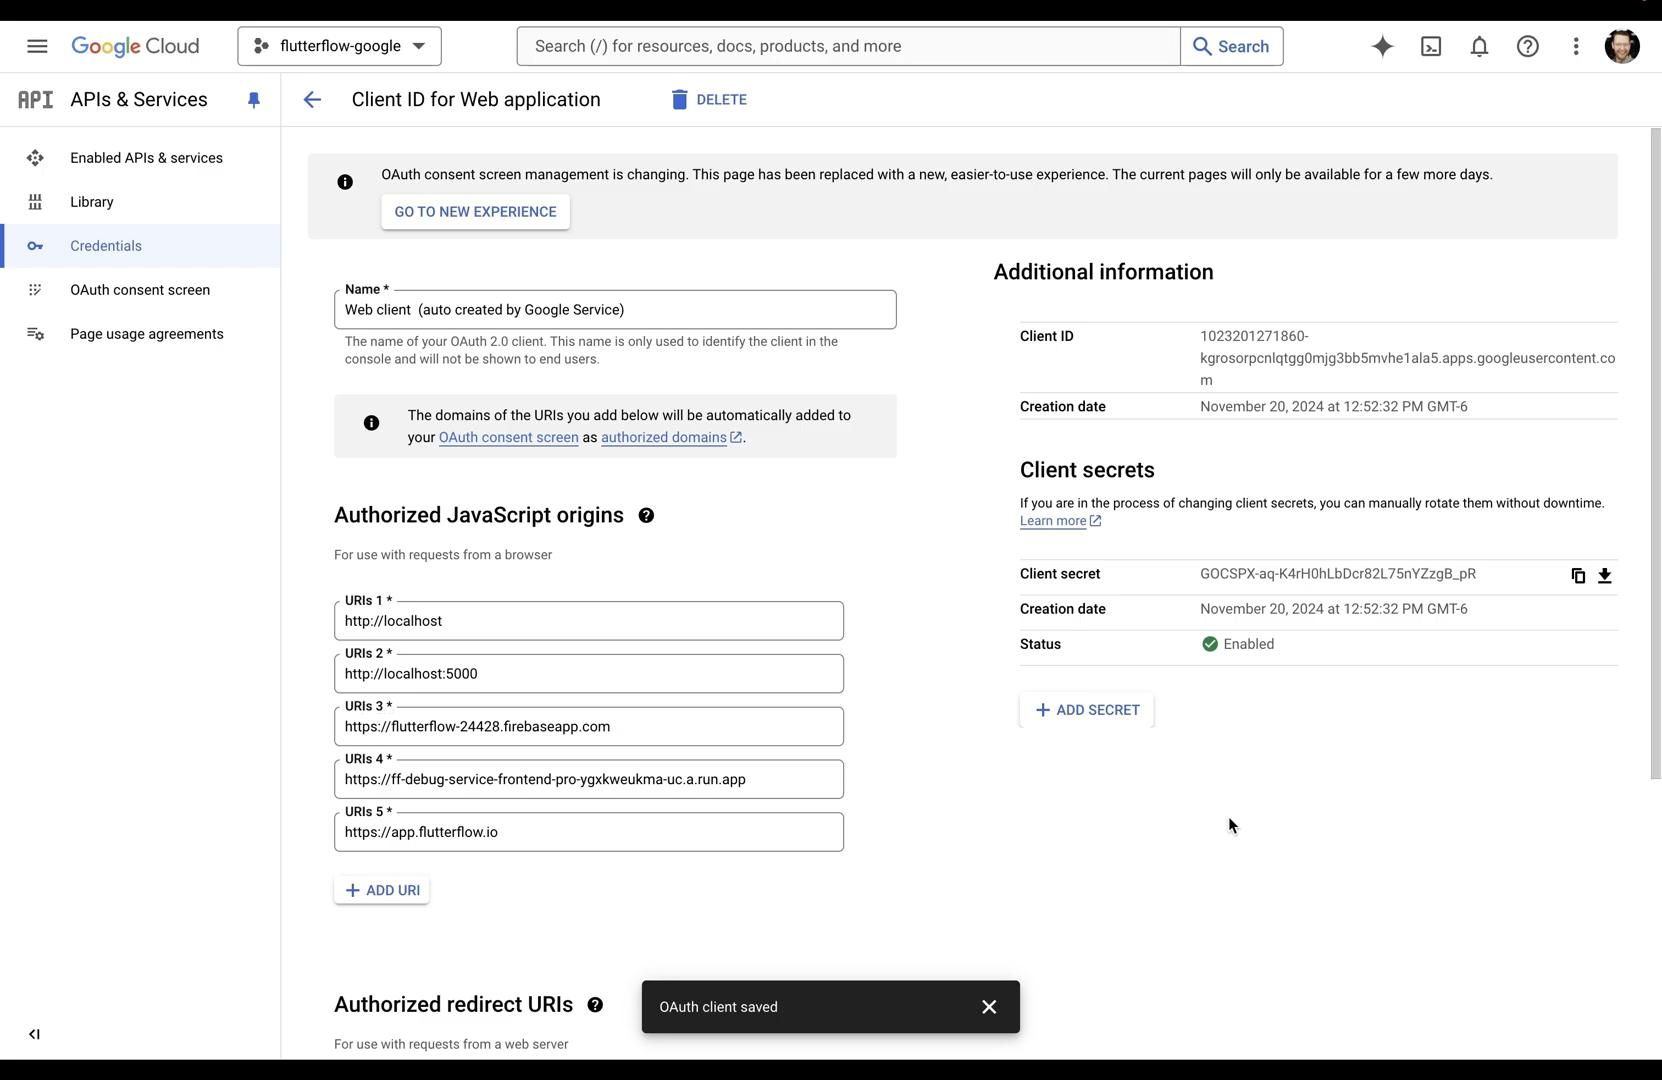 Google Cloud
flutterflow-google
Search (/) for resources, docs, products, and more
Search
API APIs & Services
Client ID for Web application
DELETE
Enabled APIs & services
Library
Credentials
OAuth consent screen
Page usage agreements
OAuth consent screen management is changing. This page has been replaced with a new, easier-to-use experience. The current pages will only be available for a few more days.
GO TO NEW EXPERIENCE
Name *
Web client  (auto created by Google Service)
The name of your OAuth 2.0 client. This name is only used to identify the client in the
console and will not be shown to end users.
The domains of the URIs you add below will be automatically added to
your OAuth consent screen as authorized domains.
Authorized JavaScript origins
For use with requests from a browser
URIs 1 *
http://localhost
URIs 2 *
http://localhost:5000
URIs 3 *
https://flutterflow-24428.firebaseapp.com
URIs 4 *
https://ff-debug-service-frontend-pro-ygxkweukma-uc.a.run.app
URIs 5 *
https://app.flutterflow.io
+ ADD URI
Authorized redirect URIs
For use with requests from a web server
Additional information
Client ID
1023201271860-
kgrosorpcnlqtgg0mjg3bb5mvhe1ala5.apps.googleusercontent.co
m
Creation date November 20, 2024 at 12:52:32 PM GMT-6
Client secrets
If you are in the process of changing client secrets, you can manually rotate them without downtime.
Learn more
Client secret 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
Creation date November 20, 2024 at 12:52:32 PM GMT-6
Status Enabled
+ ADD SECRET
OAuth client saved